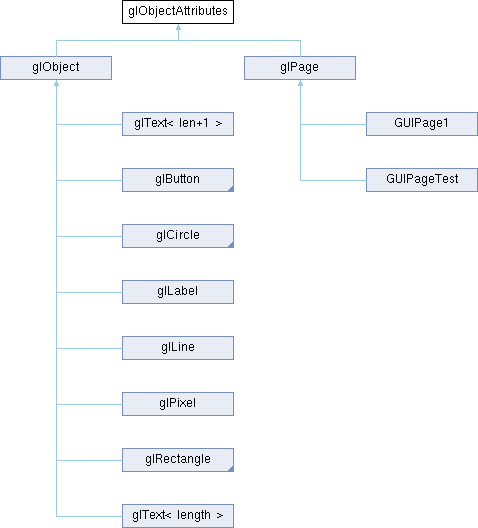 glObjectAttributes
glObject
glPage
glText< len+1 >
GUIPage1
glButton
GUIPageTest
glCircle
glLabel
glLine
glPixel
glRectangle
glText< length >